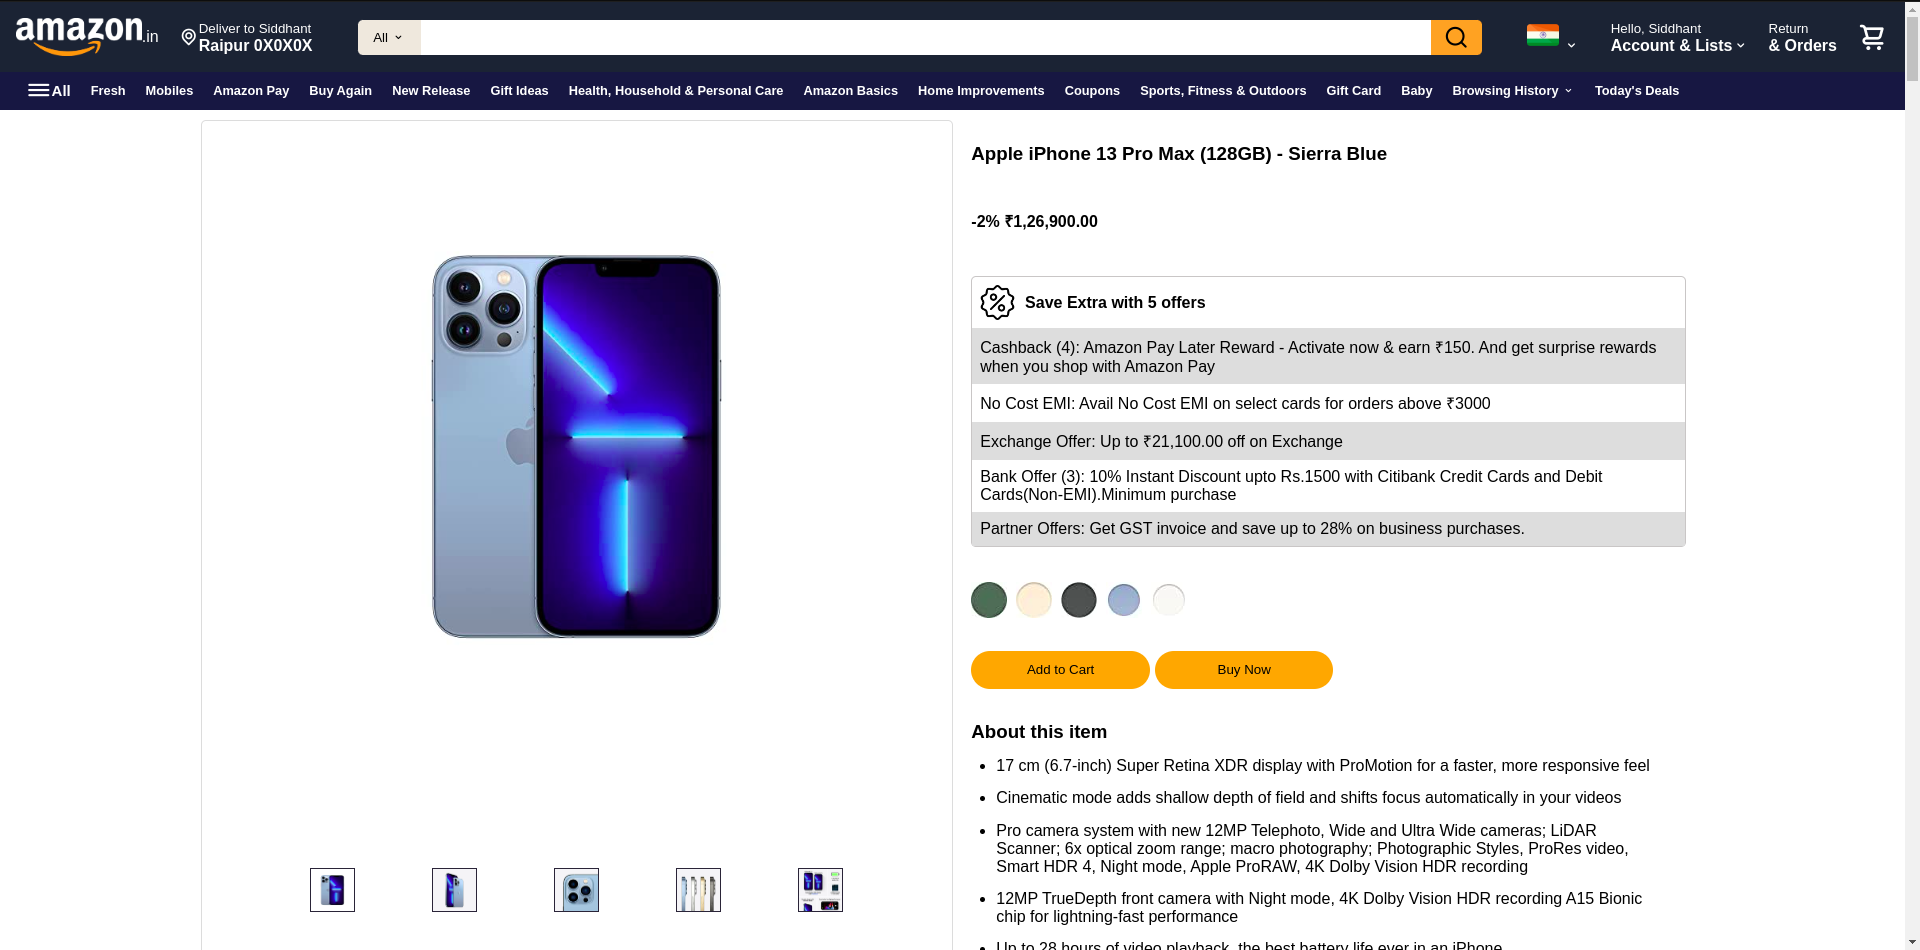 amazon.in
Deliver to Siddhant
Raipur 0X0X0X
All
Hello, Siddhant
Account & Lists
Return
& Orders
All Fresh Mobiles Amazon Pay Buy Again New Release Gift Ideas Health, Household & Personal Care Amazon Basics Home Improvements Coupons Sports, Fitness & Outdoors Gift Card Baby Browsing History Today's Deals
Apple iPhone 13 Pro Max (128GB) - Sierra Blue
-2% ₹1,26,900.00
Save Extra with 5 offers
Cashback (4): Amazon Pay Later Reward - Activate now & earn ₹150. And get surprise rewards
when you shop with Amazon Pay
No Cost EMI: Avail No Cost EMI on select cards for orders above ₹3000
Exchange Offer: Up to ₹21,100.00 off on Exchange
Bank Offer (3): 10% Instant Discount upto Rs.1500 with Citibank Credit Cards and Debit
Cards(Non-EMI).Minimum purchase
Partner Offers: Get GST invoice and save up to 28% on business purchases.
Add to Cart
Buy Now
About this item
• 17 cm (6.7-inch) Super Retina XDR display with ProMotion for a faster, more responsive feel
• Cinematic mode adds shallow depth of field and shifts focus automatically in your videos
• Pro camera system with new 12MP Telephoto, Wide and Ultra Wide cameras; LiDAR
Scanner; 6x optical zoom range; macro photography; Photographic Styles, ProRes video,
Smart HDR 4, Night mode, Apple ProRAW, 4K Dolby Vision HDR recording
• 12MP TrueDepth front camera with Night mode, 4K Dolby Vision HDR recording A15 Bionic
chip for lightning-fast performance
• Up to 28 hours of video playback, the best battery life ever in an iPhone